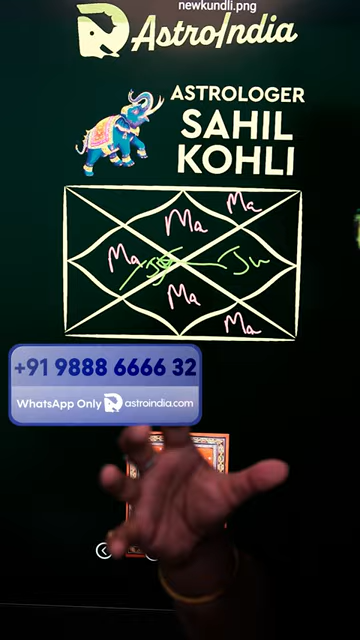 newkundli.png
AstroIndia
ASTROLOGER
SAHIL
KOHLI
Ma
Ma
Ma
Ju
Ma
Ma
+91 9888 6666 32
WhatsApp Only astroindia.com